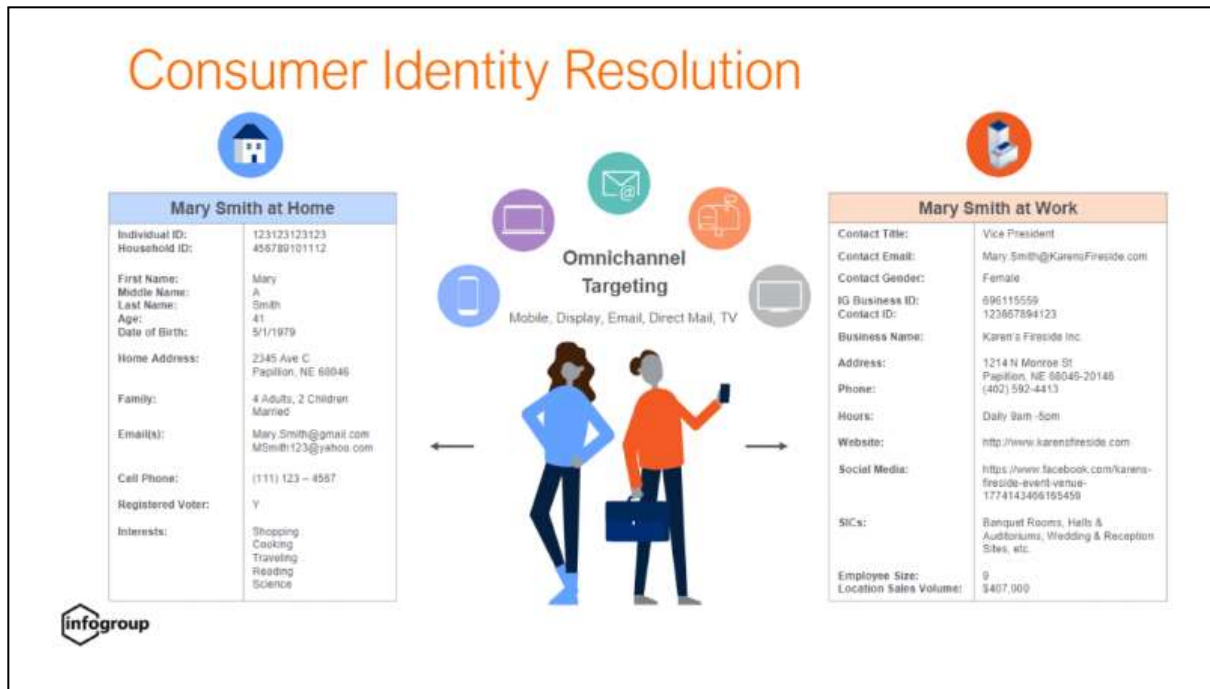 Consumer Identity Resolution
Mary Smith at Home
Individual ID: 123123123123
Household ID: 456789101112
First Name: Mary
Middle Name: A
Last Name: Smith
Age: 41
Date of Birth: 5/1/1979
Home Address: 2345 Ave C
Papillion, NE 68046
Family: 4 Adults, 2 Children
Married
Email(s): Mary.Smith@gmail.com
MSmith123@yahoo.com
Cell Phone: (111) 123 – 4567
Registered Voter: Y
Interests: Shopping
Cooking
Traveling
Reading
Science
Omnichannel
Targeting
Mobile, Display, Email, Direct Mail, TV
Mary Smith at Work
Contact Title: Vice President
Contact Email: Mary.Smith@KarensFireside.com
Contact Gender: Female
IG Business ID: 696115559
Contact ID: 123867894123
Business Name: Karen's Fireside Inc.
Address: 1214 N Monroe St
Papillion, NE 68046-20146
Phone: (402) 592-4413
Hours: Daily 9am -5pm
Website: http://www.karensfireside.com
Social Media: https://www.facebook.com/karens-
fireside-event-venue-
1774143466165459
SICs: Banquet Rooms, Halls &
Auditoriums, Wedding & Reception
Sites, etc.
Employee Size: 9
Location Sales Volume: $407,000
infogroup